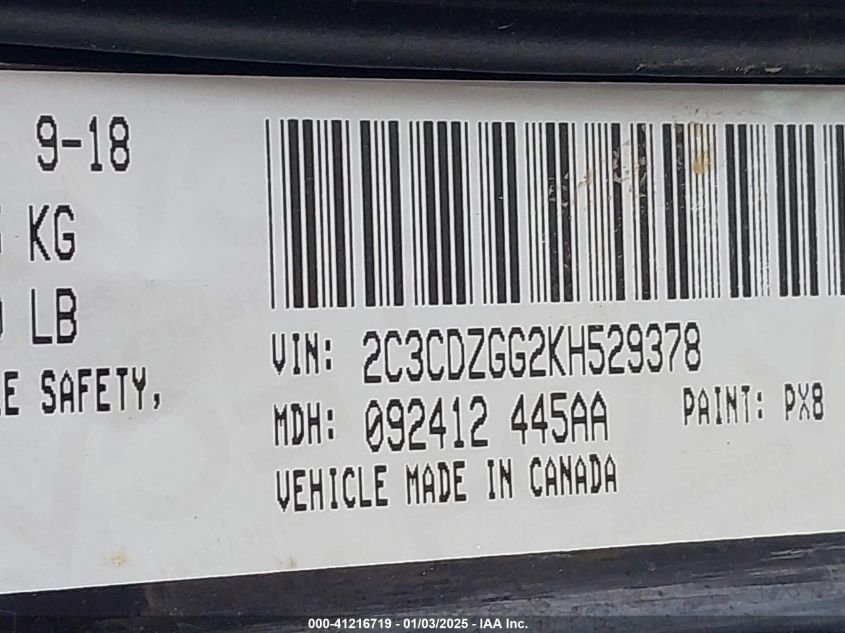 9-18
KG
LB
SAFETY,
VIN: 2C3CDZGG2KH529378
MDH: 092412 445AA
PAINT: PX8
VEHICLE MADE IN CANADA
000-41216719 - 01/03/2025 - IAA Inc.